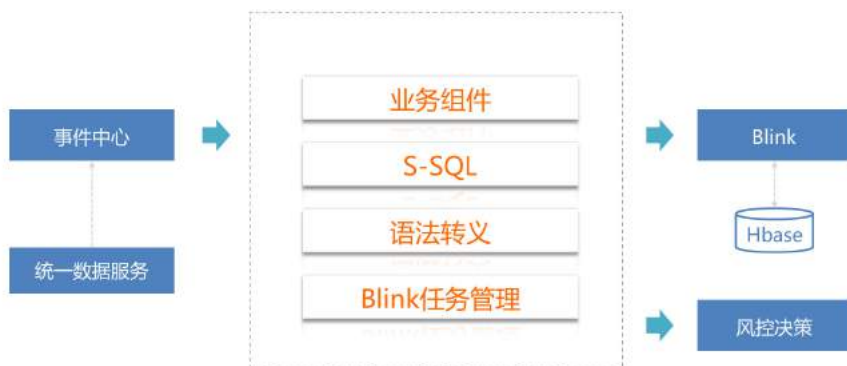 业务组件
事件中心
Blink
S-SQL
语法转义
Hbase
统一数据服务
Blink任务管理
风控决策